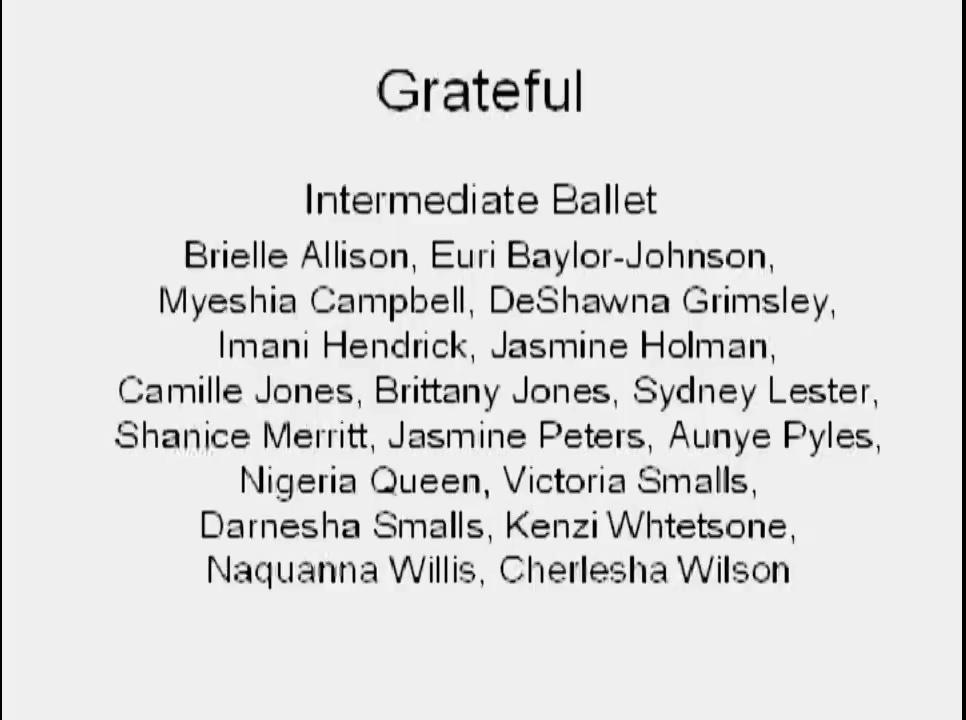 Grateful
Intermediate Ballet
Brielle Allison, Euri Baylor-Johnson,
Myeshia Campbell, DeShawna Grimsley,
Imani Hendrick, Jasmine Holman,
Camille Jones, Brittany Jones, Sydney Lester,
Shanice Merritt, Jasmine Peters, Aunye Pyles,
Nigeria Queen, Victoria Smalls,
Darnesha Smalls, Kenzi Whtetsone,
Naquanna Willis, Cherlesha Wilson